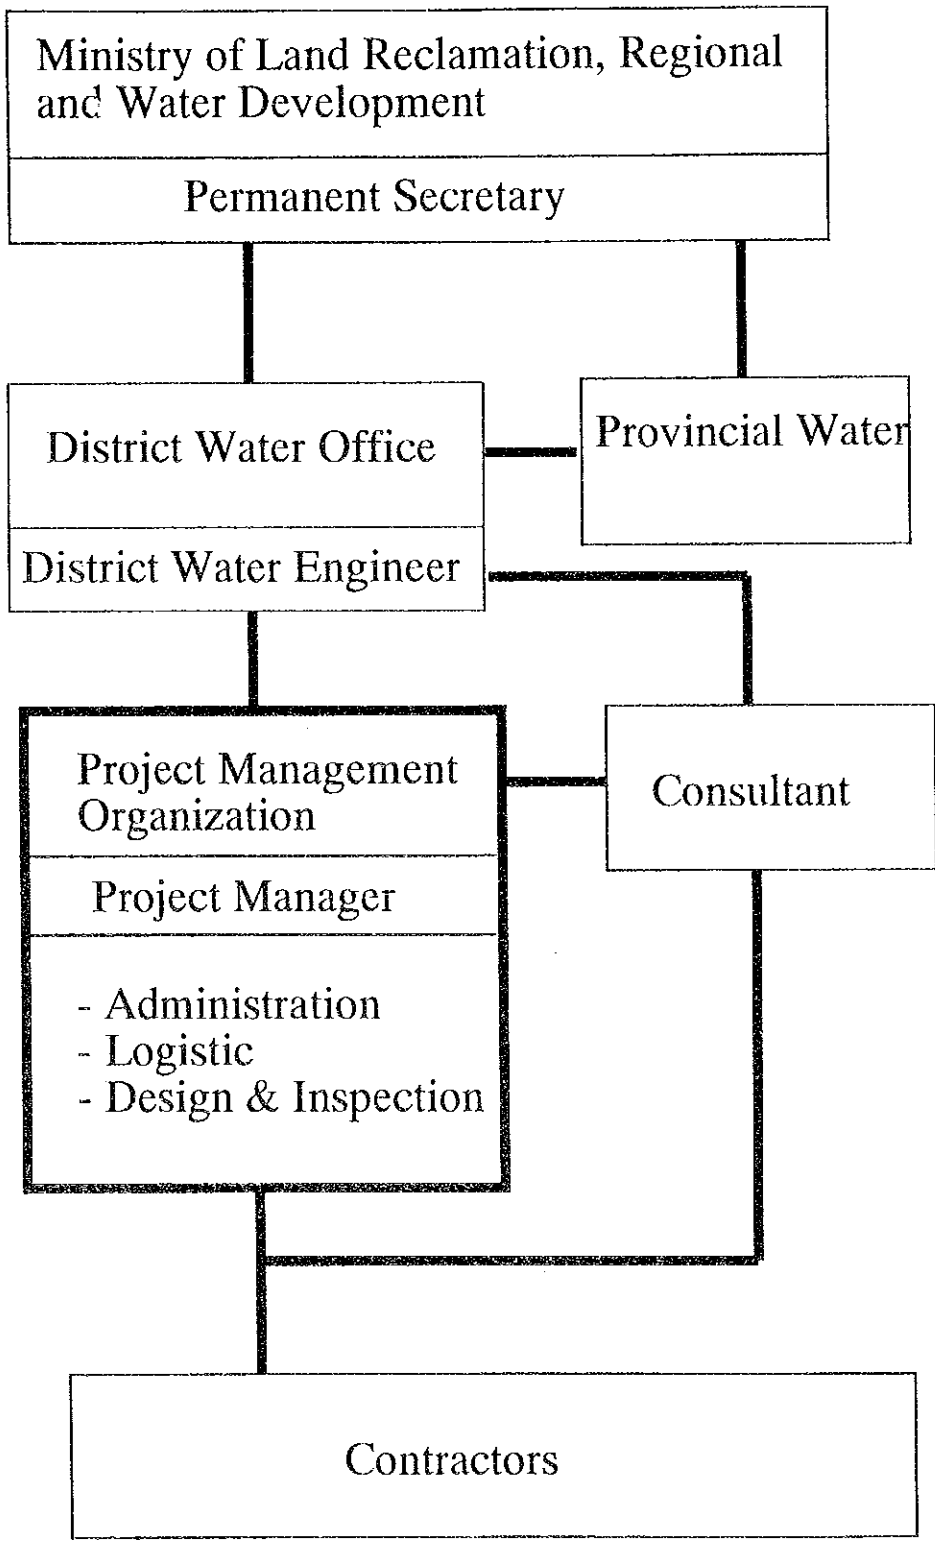 Ministry of Land Reclamation, Regional
and Water Development
Permanent Secretary
District Water Office
Provincial Water
District Water Engineer
Project Management
Organization
Consultant
Project Manager
- Administration
- Logistic
- Design & Inspection
Contractors